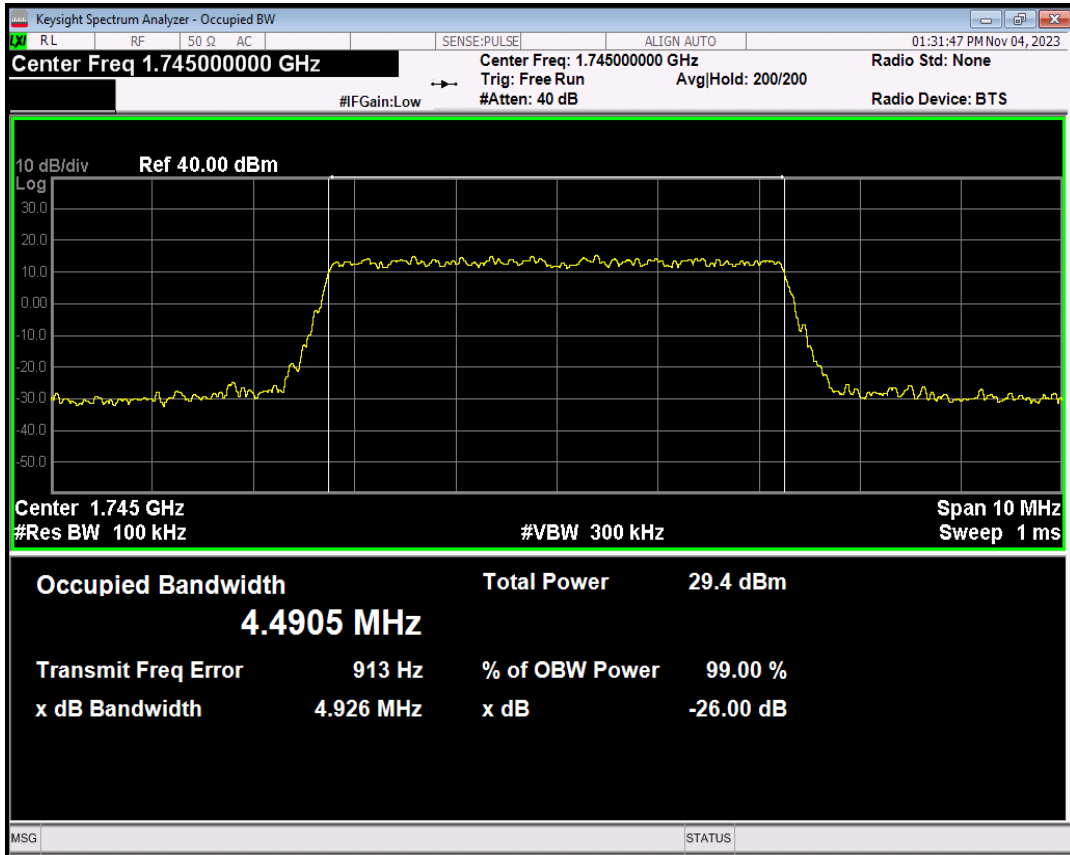 Keysight Spectrum Analyzer - Occupied BW
LXI RL RF 50 Ω AC SENSE:PULSE ALIGN AUTO 01:31:47 PM Nov 04, 2023
Center Freq 1.745000000 GHz Center Freq: 1.745000000 GHz Radio Std: None
Trig: Free Run Avg|Hold: 200/200
#IFGain:Low #Atten: 40 dB Radio Device: BTS
10 dB/div Ref 40.00 dBm
Log
30.0
20.0
10.0
0.00
-10.0
-20.0
-30.0
-40.0
-50.0
Center 1.745 GHz Span 10 MHz
#Res BW 100 kHz #VBW 300 kHz Sweep 1 ms
Occupied Bandwidth Total Power 29.4 dBm
4.4905 MHz
Transmit Freq Error 913 Hz % of OBW Power 99.00 %
x dB Bandwidth 4.926 MHz x dB -26.00 dB
MSG STATUS